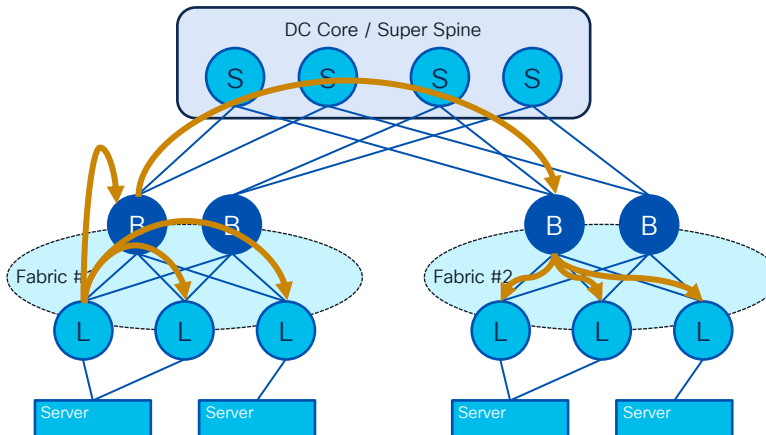 DC Core / Super Spine
S S S S
B B B B
Fabric #1 Fabric #2
L L L L L L
Server Server Server Server